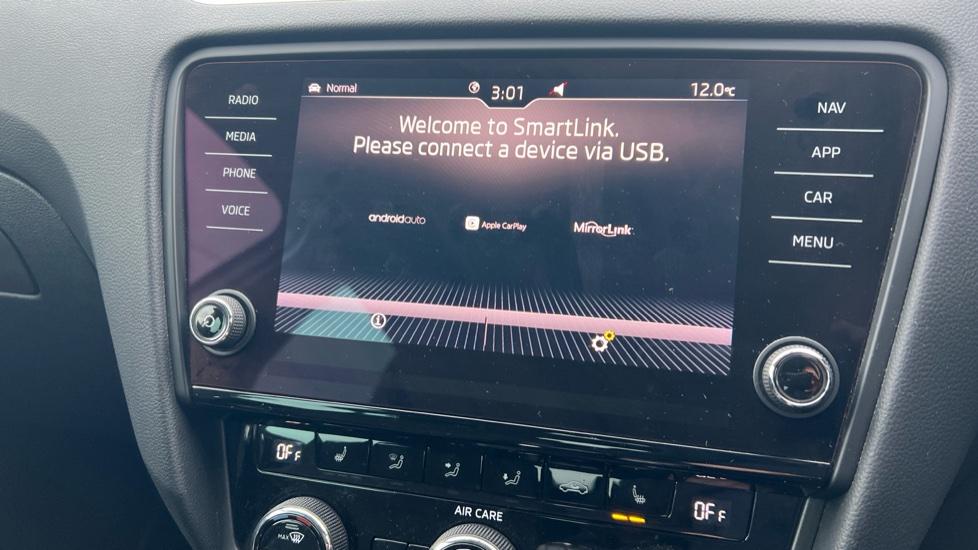 Normal
3:01
12.0°C
RADIO
MEDIA
PHONE
VOICE
Welcome to SmartLink.
Please connect a device via USB.
androidauto
Apple CarPlay
MirrorLink
NAV
APP
CAR
MENU
OFF
OFF
AIR CARE
MAX